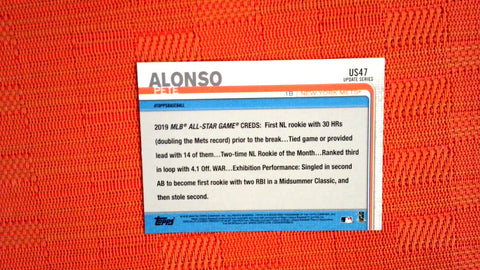 ALONSO
PETE
US47
UPDATE SERIES
1B | NEW YORK METS®
#TOPPSBASEBALL
2019 MLB® ALL-STAR GAME® CREDS: First NL rookie with 30 HRs
(doubling the Mets record) prior to the break...Tied game or provided
lead with 14 of them...Two-time NL Rookie of the Month...Ranked third
in loop with 4.1 Off. WAR...Exhibition Performance: Singled in second
AB to become first rookie with two RBI in a Midsummer Classic, and
then stole second.
Topps